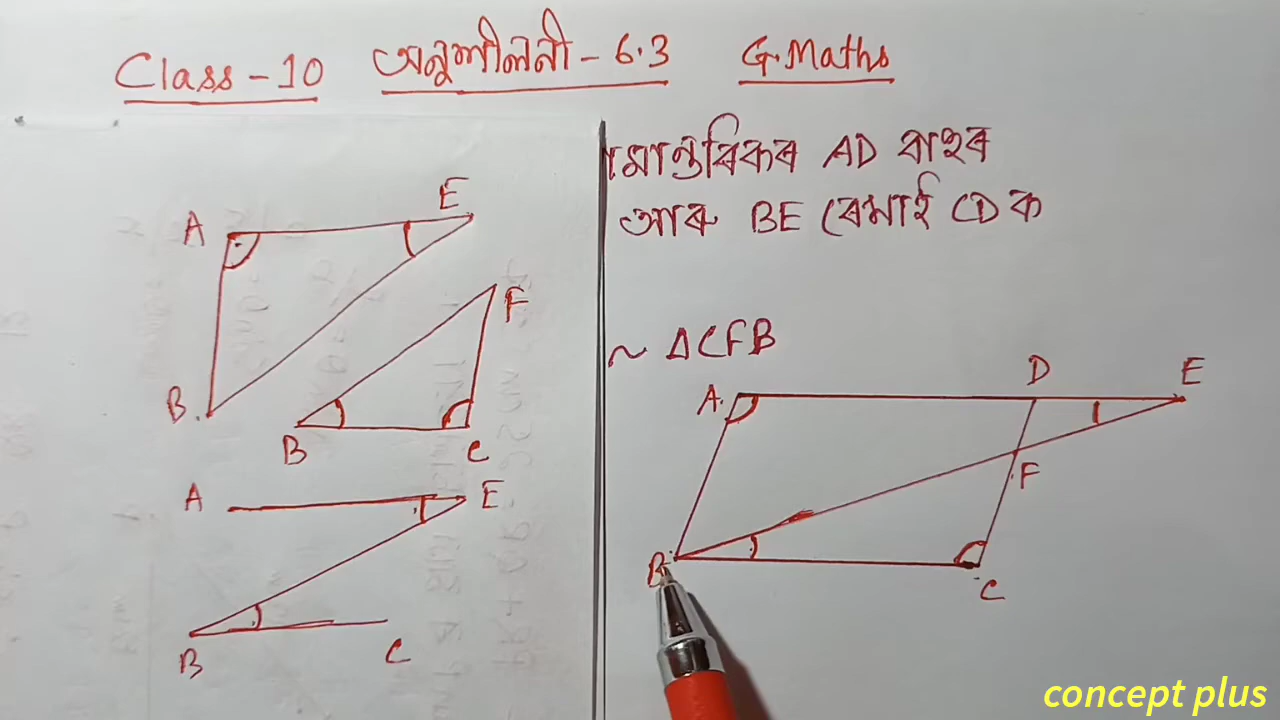 Class - 10 অনুশীলনী - 6.3 G.Maths
মান্তৰিকৰ AD বাহুৰ
আৰু BE ৰেখাই CD ক
~ ΔCFB
A E
B
F
B C
A E
B C
A D E
F
B C
concept plus